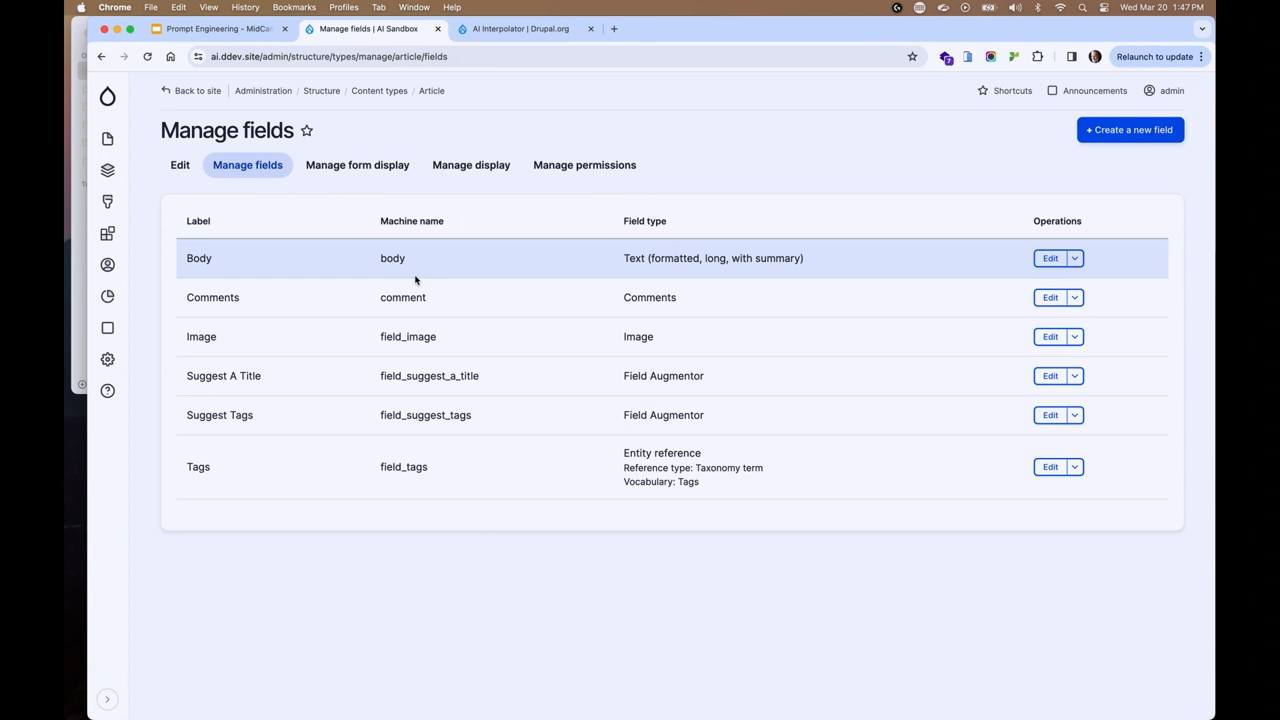 Chrome File Edit View History Bookmarks Profiles Tab Window Help Wed Mar 20 1:47 PM
Prompt Engineering - MidCam Manage fields | AI Sandbox AI Interpolator | Drupal.org
ai.ddev.site/admin/structure/types/manage/article/fields 7 Relaunch to update
Back to site Administration / Structure / Content types / Article Shortcuts Announcements admin
Manage fields + Create a new field
Edit Manage fields Manage form display Manage display Manage permissions
Label Machine name Field type Operations
Body body Text (formatted, long, with summary) Edit
Comments comment Comments Edit
Image field_image Image Edit
Suggest A Title field_suggest_a_title Field Augmentor Edit
Suggest Tags field_suggest_tags Field Augmentor Edit
Entity reference
Tags field_tags Reference type: Taxonomy term Edit
Vocabulary: Tags